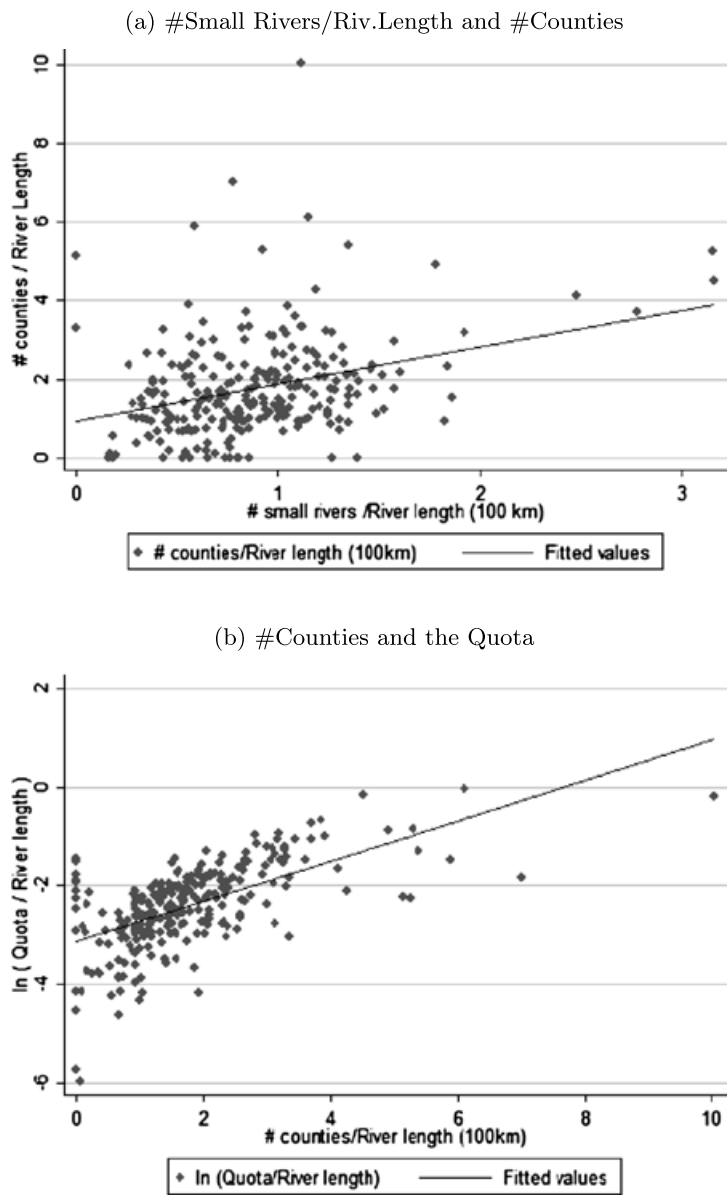 (a) #Small Rivers/Riv.Length and #Counties
10
8
6
4
2
0
# counties / River Length
0 1 2 3
# small rivers /River length (100 km)
# counties/River length (100km) Fitted values
(b) #Counties and the Quota
2
0
-2
-4
-6
ln ( Quota / River length )
0 2 4 6 8 10
# counties/River length (100km)
ln (Quota/River length) Fitted values